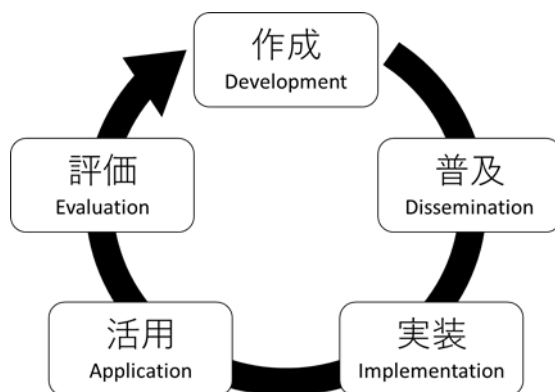 作成
Development
普及
Dissemination
実装
Implementation
活用
Application
評価
Evaluation